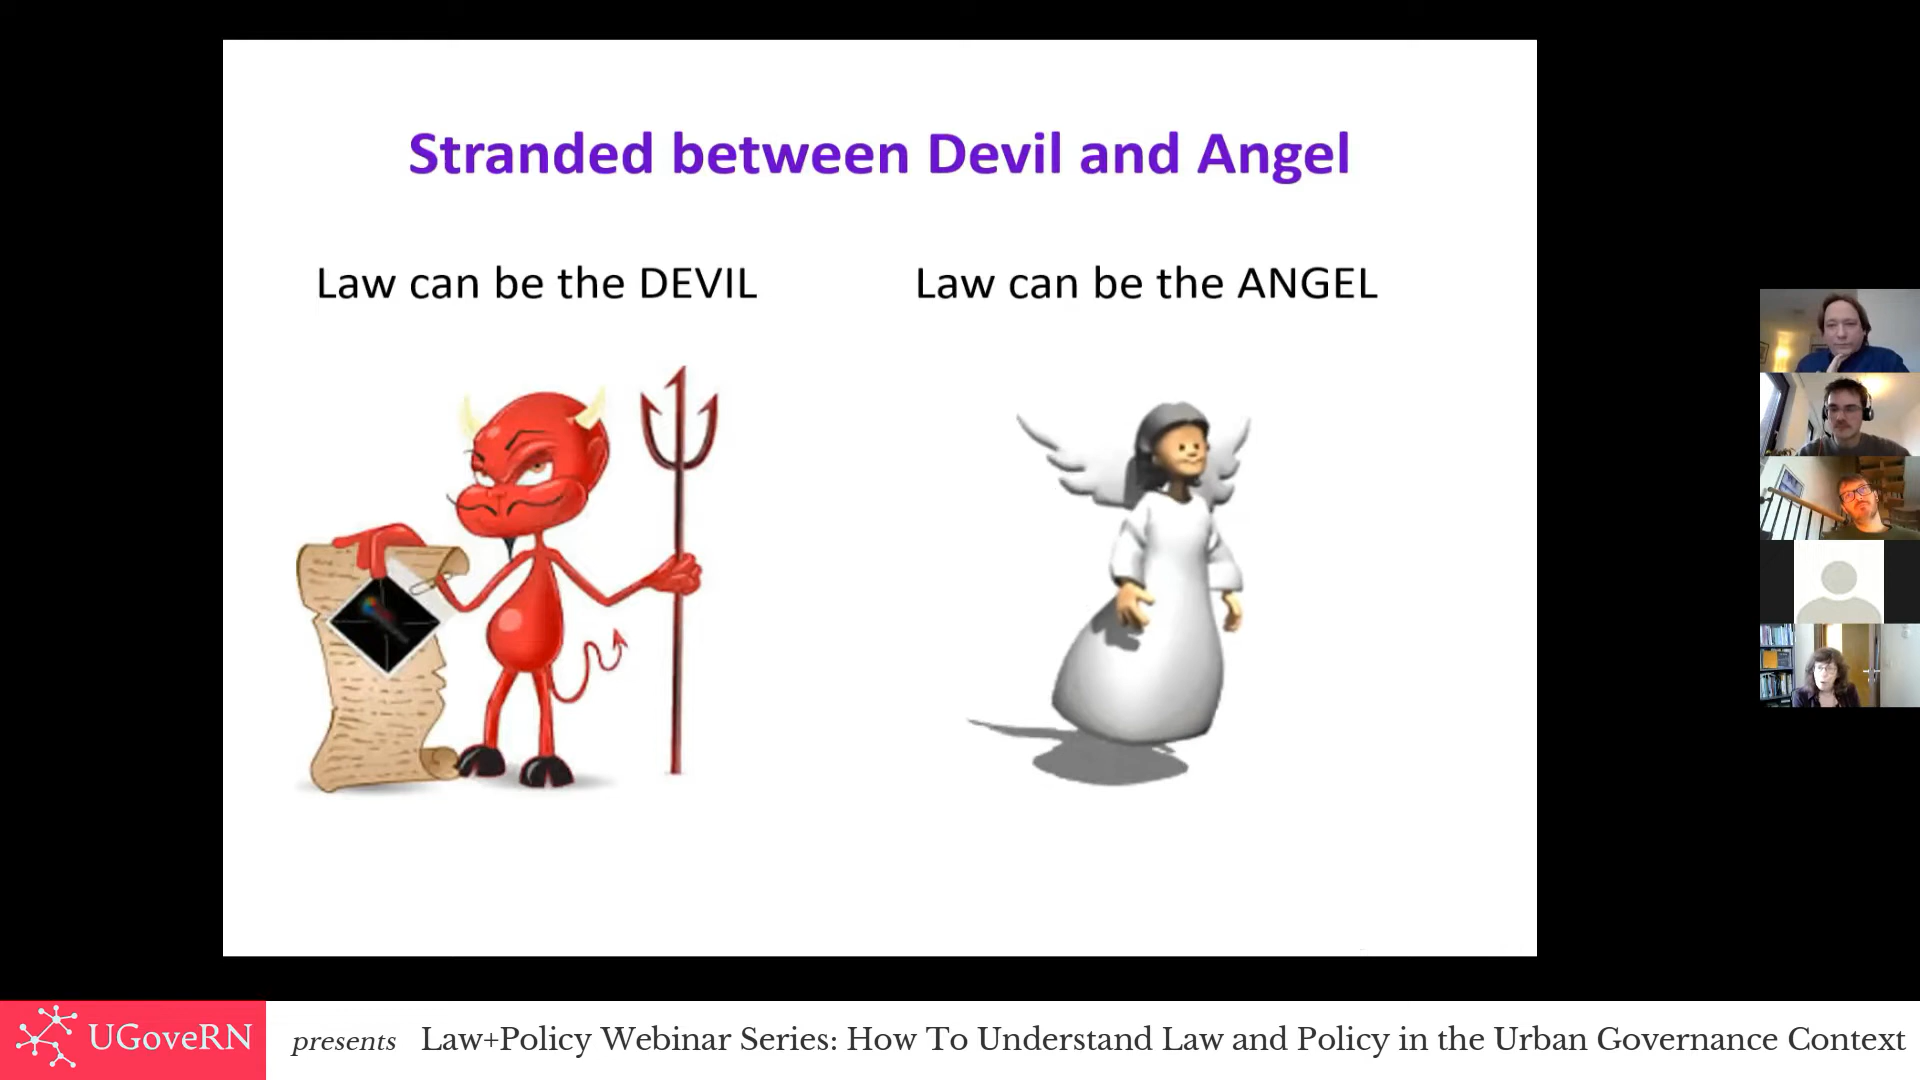 Stranded between Devil and Angel
Law can be the DEVIL
Law can be the ANGEL
UGoveRN
presents Law+Policy Webinar Series: How To Understand Law and Policy in the Urban Governance Context